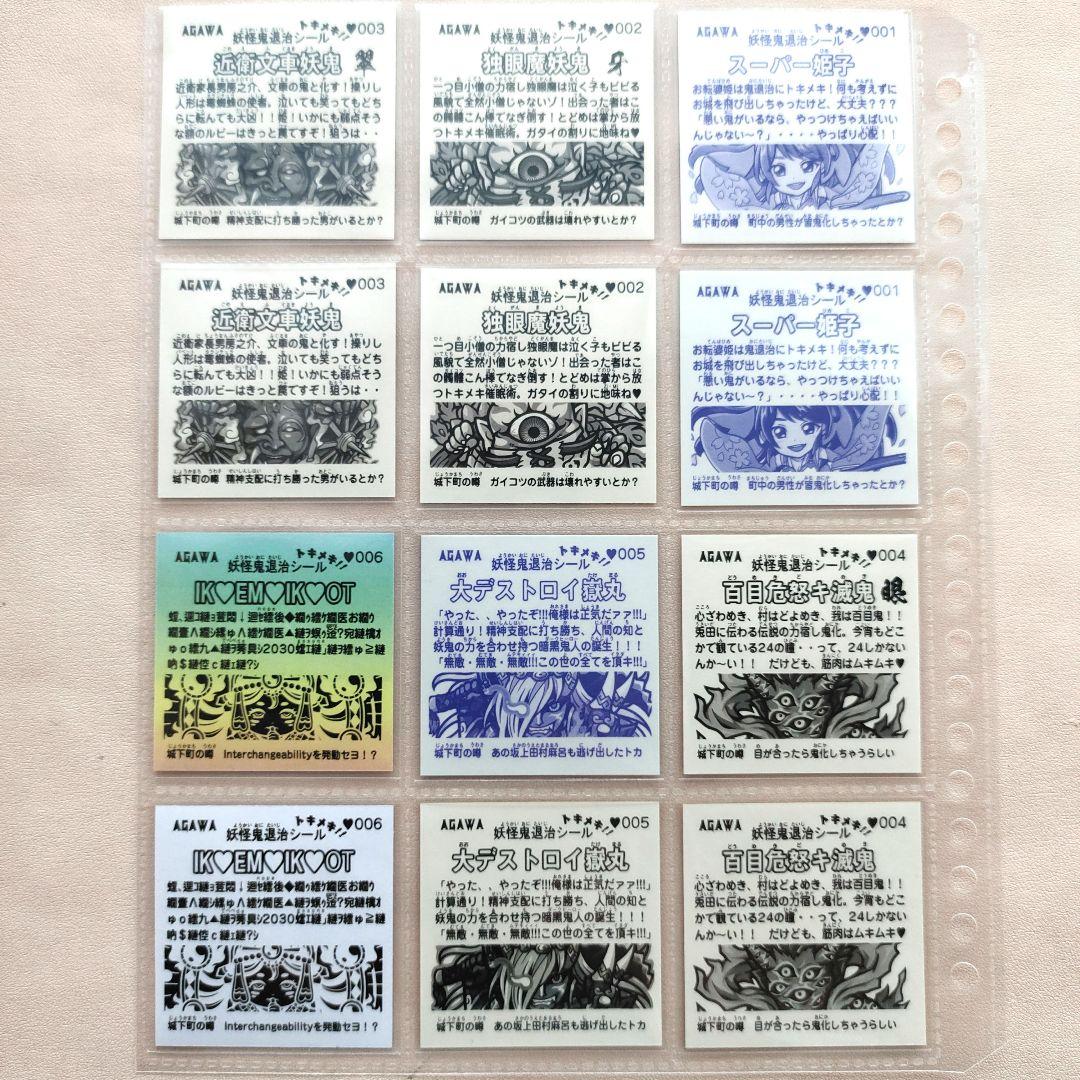 AGAWA 妖怪鬼退治シール トキメキ!!♥003
近衛文車妖鬼 翠
近衛家長男房之介、文車の鬼と化す!操りし
人形は毒蜘蛛の使者。泣いても笑ってもどち
らに転んでも大凶!!姫!いかにも弱点そう
な額のルビーはきっと罠てすぞ!狙うは・・
城下町の噂 精神支配に打ち勝った男がいるとか?
AGAWA 妖怪鬼退治シール トキメキ!!♥002
独眼魔妖鬼 牙
一つ目小僧の力宿し独眼魔は泣く子もビビる
風貌て全然小僧じゃないゾ!出会った者はこ
の髑髏こん棒てなぎ倒す!とどめは掌から放
つトキメキ催眠術。ガタイの割りに地味ね♥
城下町の噂 ガイコツの武器は壊れやすいとか?
AGAWA 妖怪鬼退治シール トキメキ!!♥001
スーパー姫子
お転婆姫は鬼退治にトキメキ!何も考えずに
お城を飛び出しちゃったけど、大丈夫???
「悪い鬼がいるなら、やっつけちゃえばいい
んじゃない〜?」・・・・やっぱり心配!!
城下町の噂 町中の男性が皆鬼化しちゃったとか?
AGAWA 妖怪鬼退治シール トキメキ!!♥003
近衛文車妖鬼
近衛家長男房之介、文車の鬼と化す!操りし
人形は毒蜘蛛の使者。泣いても笑ってもどち
らに転んでも大凶!!姫!いかにも弱点そう
な額のルビーはきっと罠てすぞ!狙うは・・
城下町の噂 精神支配に打ち勝った男がいるとか?
AGAWA 妖怪鬼退治シール トキメキ!!♥002
独眼魔妖鬼
一つ目小僧の力宿し独眼魔は泣く子もビビる
風貌て全然小僧じゃないゾ!出会った者はこ
の髑髏こん棒てなぎ倒す!とどめは掌から放
つトキメキ催眠術。ガタイの割りに地味ね♥
城下町の噂 ガイコツの武器は壊れやすいとか?
AGAWA 妖怪鬼退治シール トキメキ!!♥001
スーパー姫子
お転婆姫は鬼退治にトキメキ!何も考えずに
お城を飛び出しちゃったけど、大丈夫???
「悪い鬼がいるなら、やっつけちゃえばいい
んじゃない〜?」・・・・やっぱり心配!!
城下町の噂 町中の男性が皆鬼化しちゃったとか?
AGAWA 妖怪鬼退治シール トキメキ!!♥006
IK♥EM♥IK♥OT
城下町の噂 Interchangeabilityを発動セヨ!?
AGAWA 妖怪鬼退治シール トキメキ!!♥005
大デストロイ嶽丸
「やった、、やったぞ!!!俺様は正気だァァ!!」
計算通り!精神支配に打ち勝ち、人間の知と
妖鬼の力を合わせ持つ暗黒鬼人の誕生!!!
「無敵・無敵・無敵!!!この世の全てを頂キ!!!」
城下町の噂 あの坂上田村麻呂も逃げ出したトカ
AGAWA 妖怪鬼退治シール トキメキ!!♥004
百目危怒キ滅鬼 眼
心ざわめき、村はどよめき、我は百目鬼!!
兎田に伝わる伝説の力宿し鬼化。今宵もどこ
かて観ている24の瞳・・って、24しかない
んかーい!! だけども、筋肉はムキムキ♥
城下町の噂 目が合ったら鬼化しちゃうらしい
AGAWA 妖怪鬼退治シール トキメキ!!♥006
IK♥EM♥IK♥OT
城下町の噂 Interchangeabilityを発動セヨ!?
AGAWA 妖怪鬼退治シール トキメキ!!♥005
大デストロイ嶽丸
「やった、、やったぞ!!!俺様は正気だァァ!!」
計算通り!精神支配に打ち勝ち、人間の知と
妖鬼の力を合わせ持つ暗黒鬼人の誕生!!!
「無敵・無敵・無敵!!!この世の全てを頂キ!!!」
城下町の噂 あの坂上田村麻呂も逃げ出したトカ
AGAWA 妖怪鬼退治シール トキメキ!!♥004
百目危怒キ滅鬼
心ざわめき、村はどよめき、我は百目鬼!!
兎田に伝わる伝説の力宿し鬼化。今宵もどこ
かて観ている24の瞳・・って、24しかない
んかーい!! だけども、筋肉はムキムキ♥
城下町の噂 目が合ったら鬼化しちゃうらしい